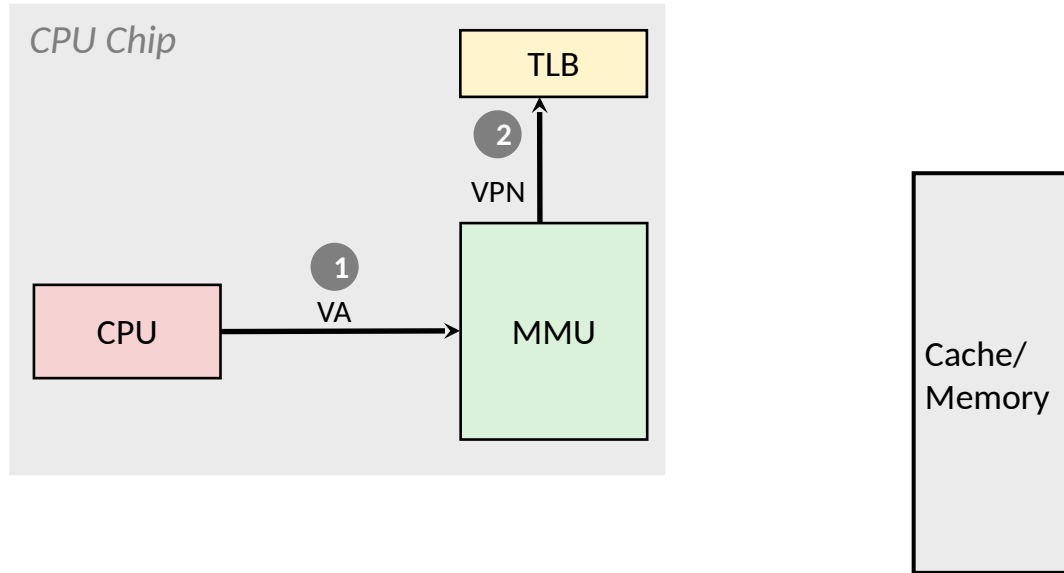 CPU Chip
TLB
2
VPN
1
VA
CPU
MMU
Cache/
Memory